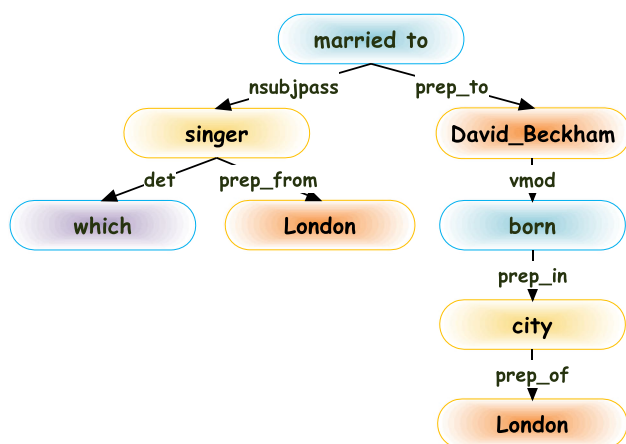 married to
nsubjpass prep_to
singer David_Beckham
det prep_from vmod
which London born
prep_in
city
prep_of
London